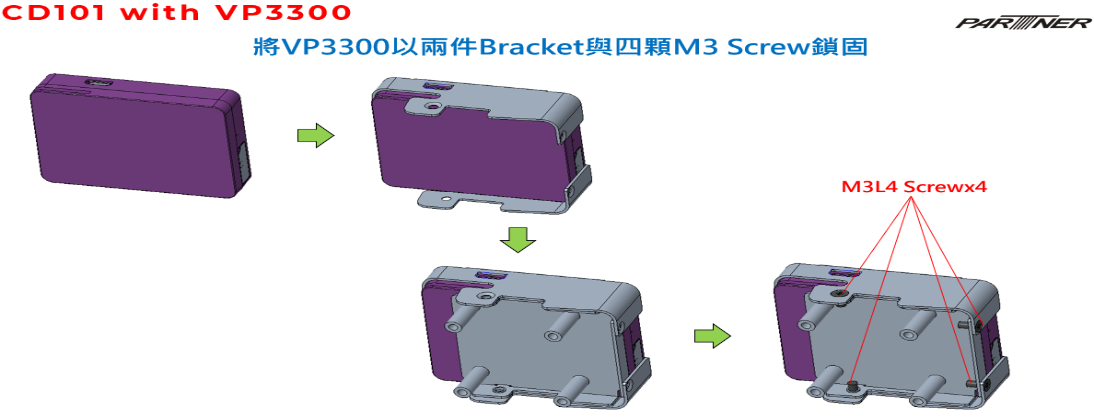 CD101 with VP3300
PARTNER
將VP3300以兩件Bracket與四顆M3 Screw鎖固
M3L4 Screwx4